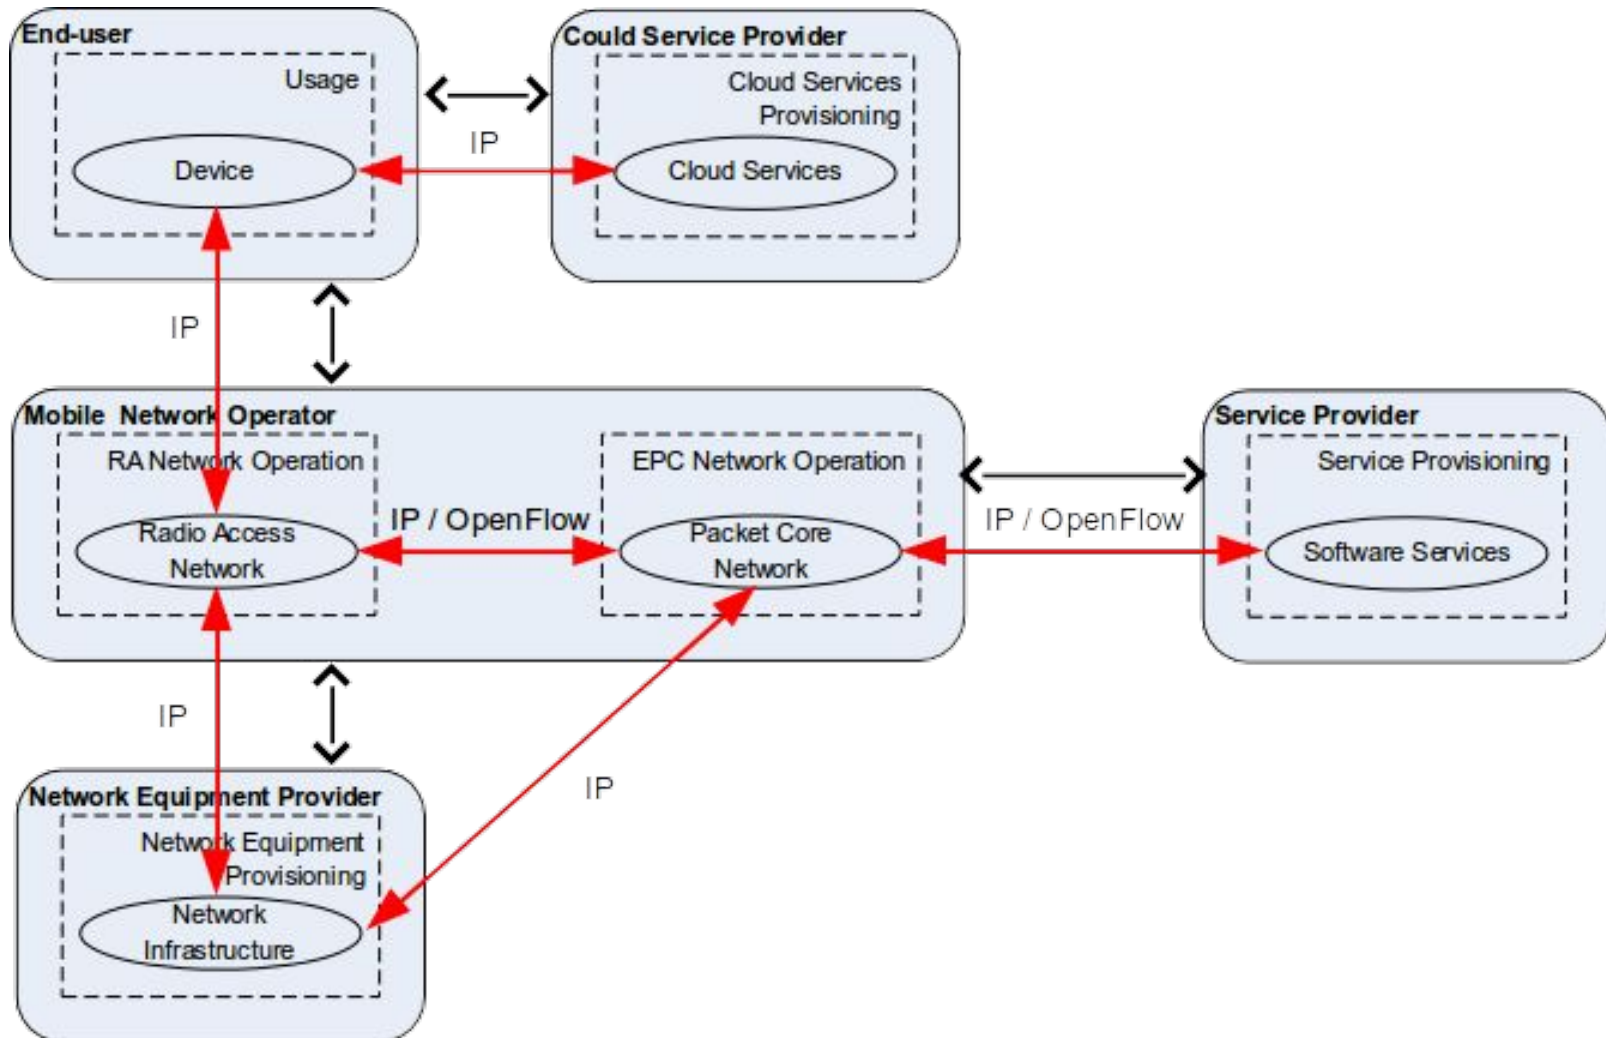 End-user
Usage
Device
Could Service Provider
Cloud Services
Provisioning
Cloud Services
IP
IP
Mobile Network Operator
RA Network Operation
Radio Access
Network
IP / OpenFlow
EPC Network Operation
Packet Core
Network
IP / OpenFlow
Service Provider
Service Provisioning
Software Services
IP
IP
Network Equipment Provider
Network Equipment
Provisioning
Network
Infrastructure